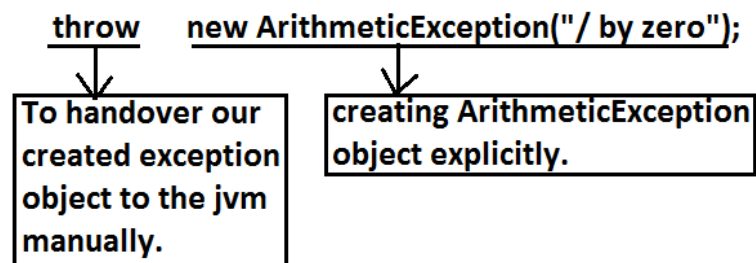 throw new ArithmeticException("/ by zero");
To handover our
created exception
object to the jvm
manually.
creating ArithmeticException
object explicitly.